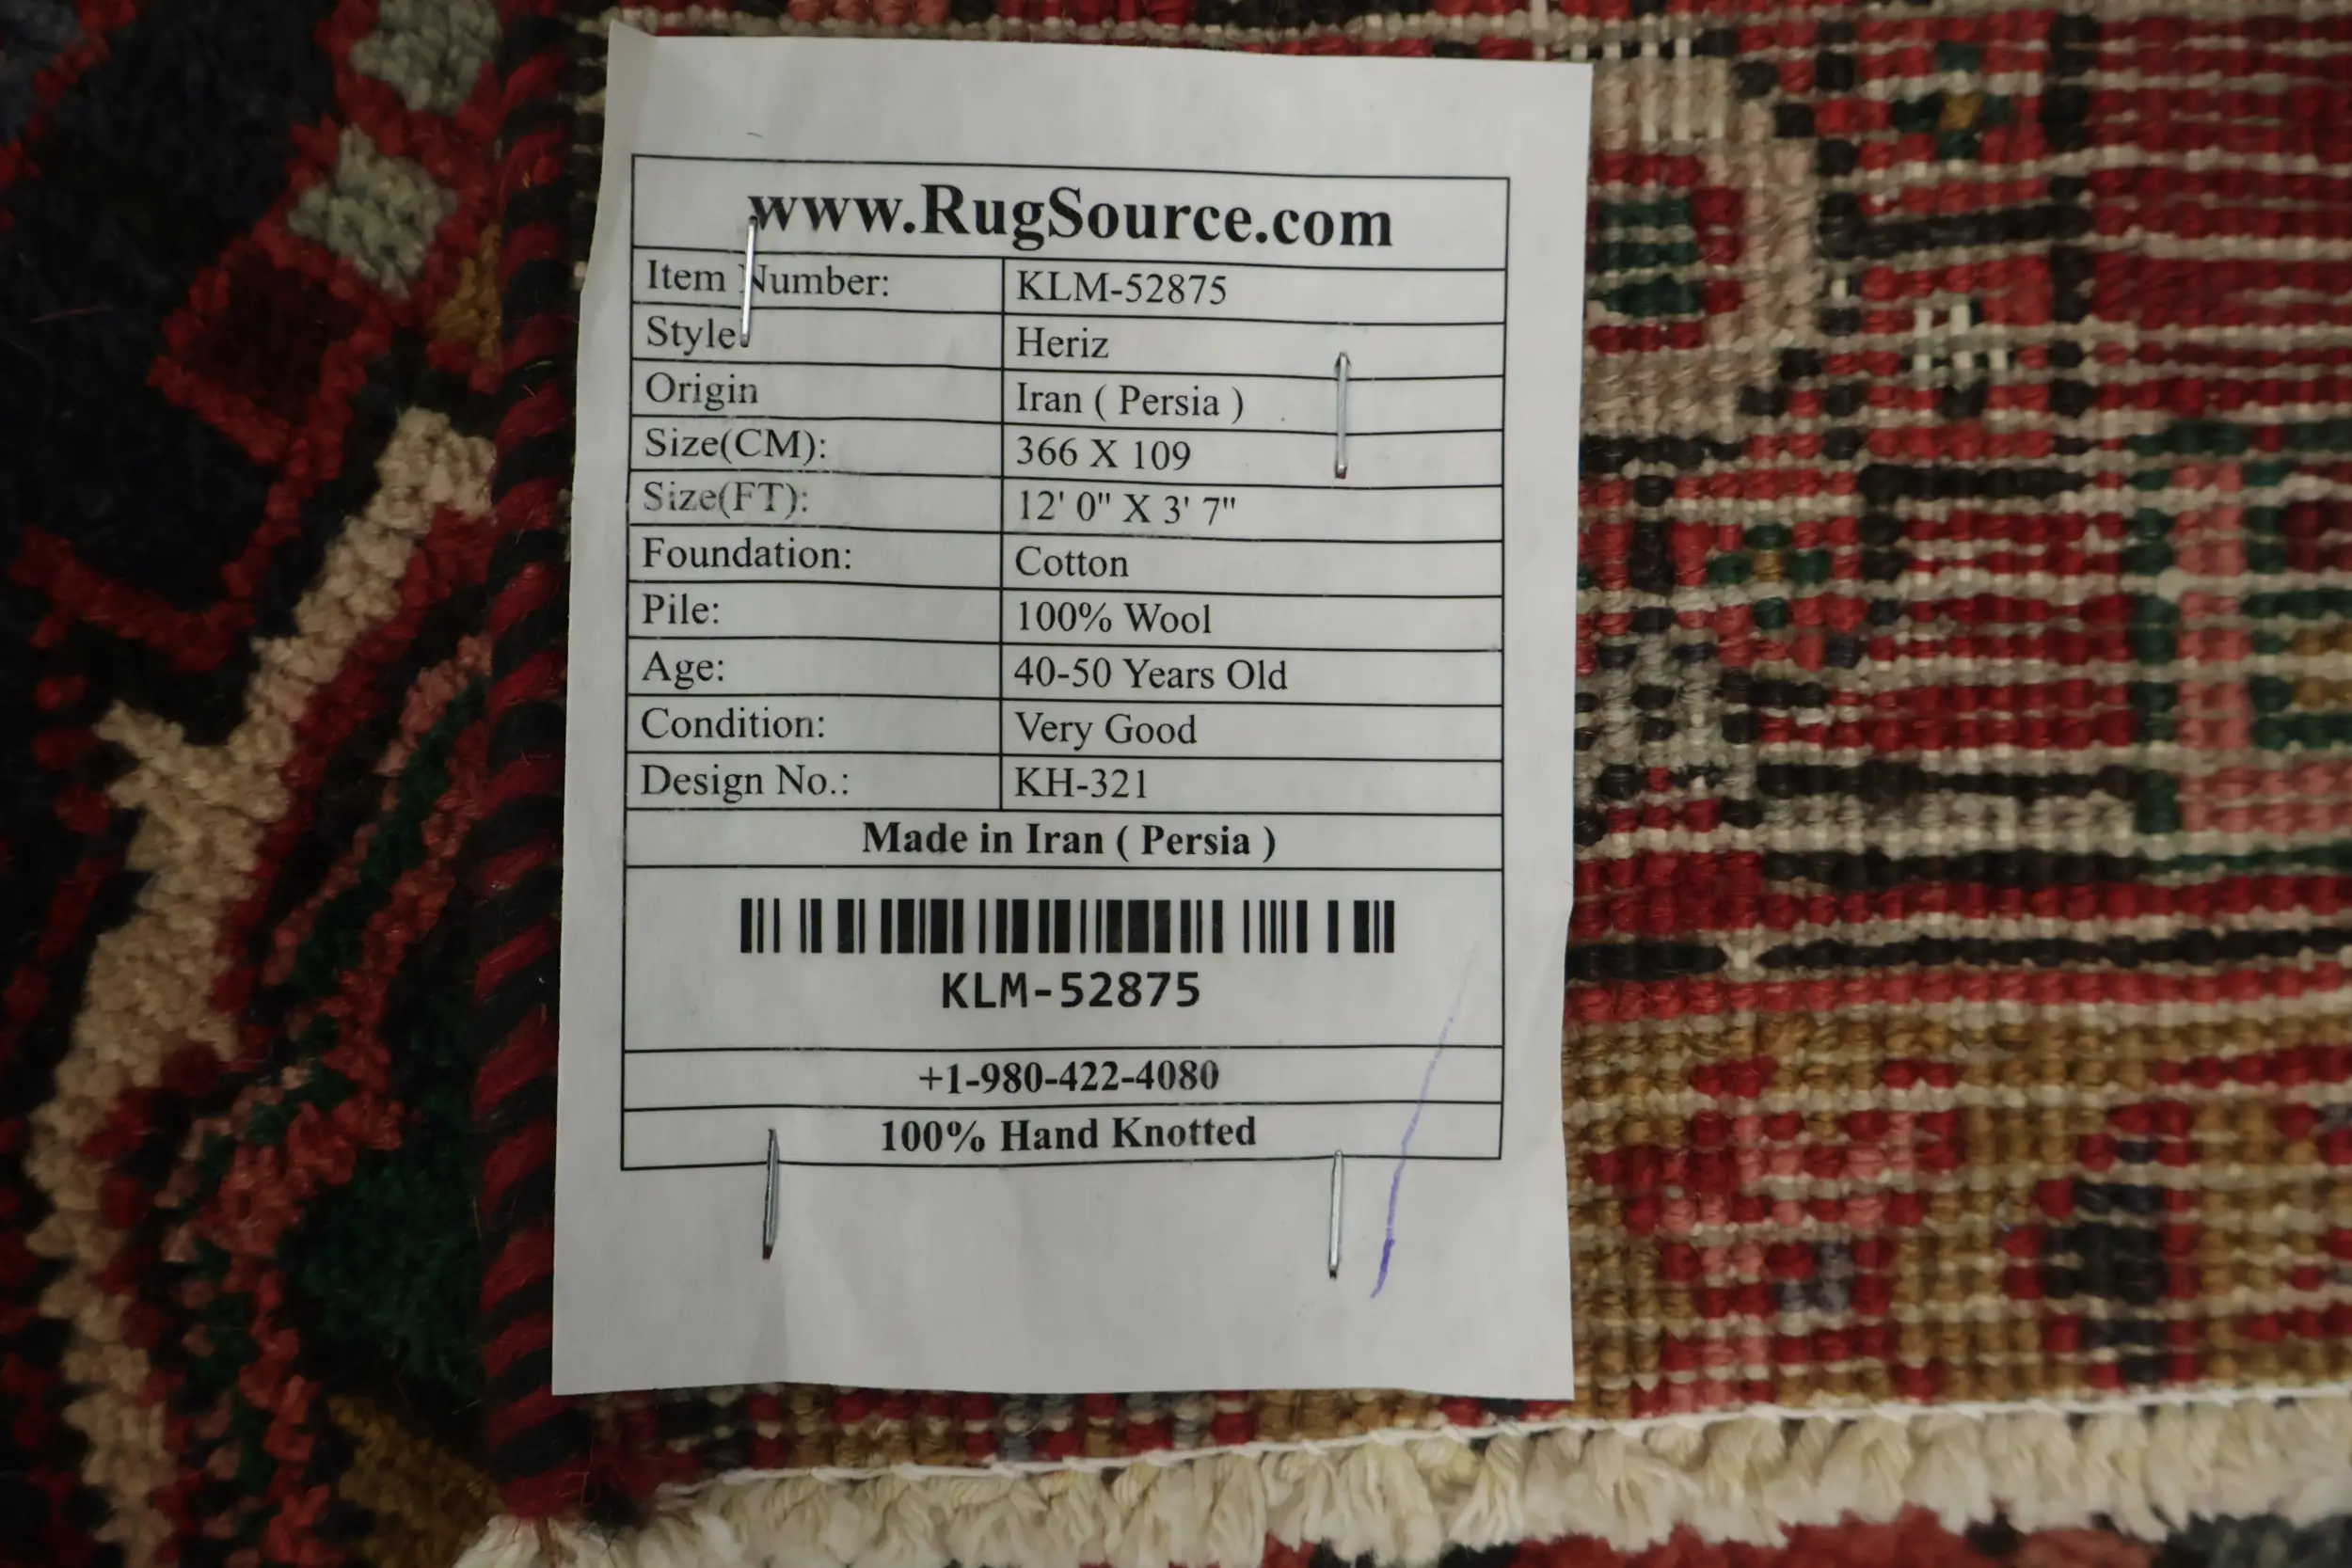 www.RugSource.com
Item Number: KLM-52875
Style Heriz
Origin Iran ( Persia )
Size(CM): 366 X 109
Size(FT): 12' 0" X 3' 7"
Foundation: Cotton
Pile: 100% Wool
Age: 40-50 Years Old
Condition: Very Good
Design No.: KH-321
Made in Iran ( Persia )
KLM-52875
+1-980-422-4080
100% Hand Knotted